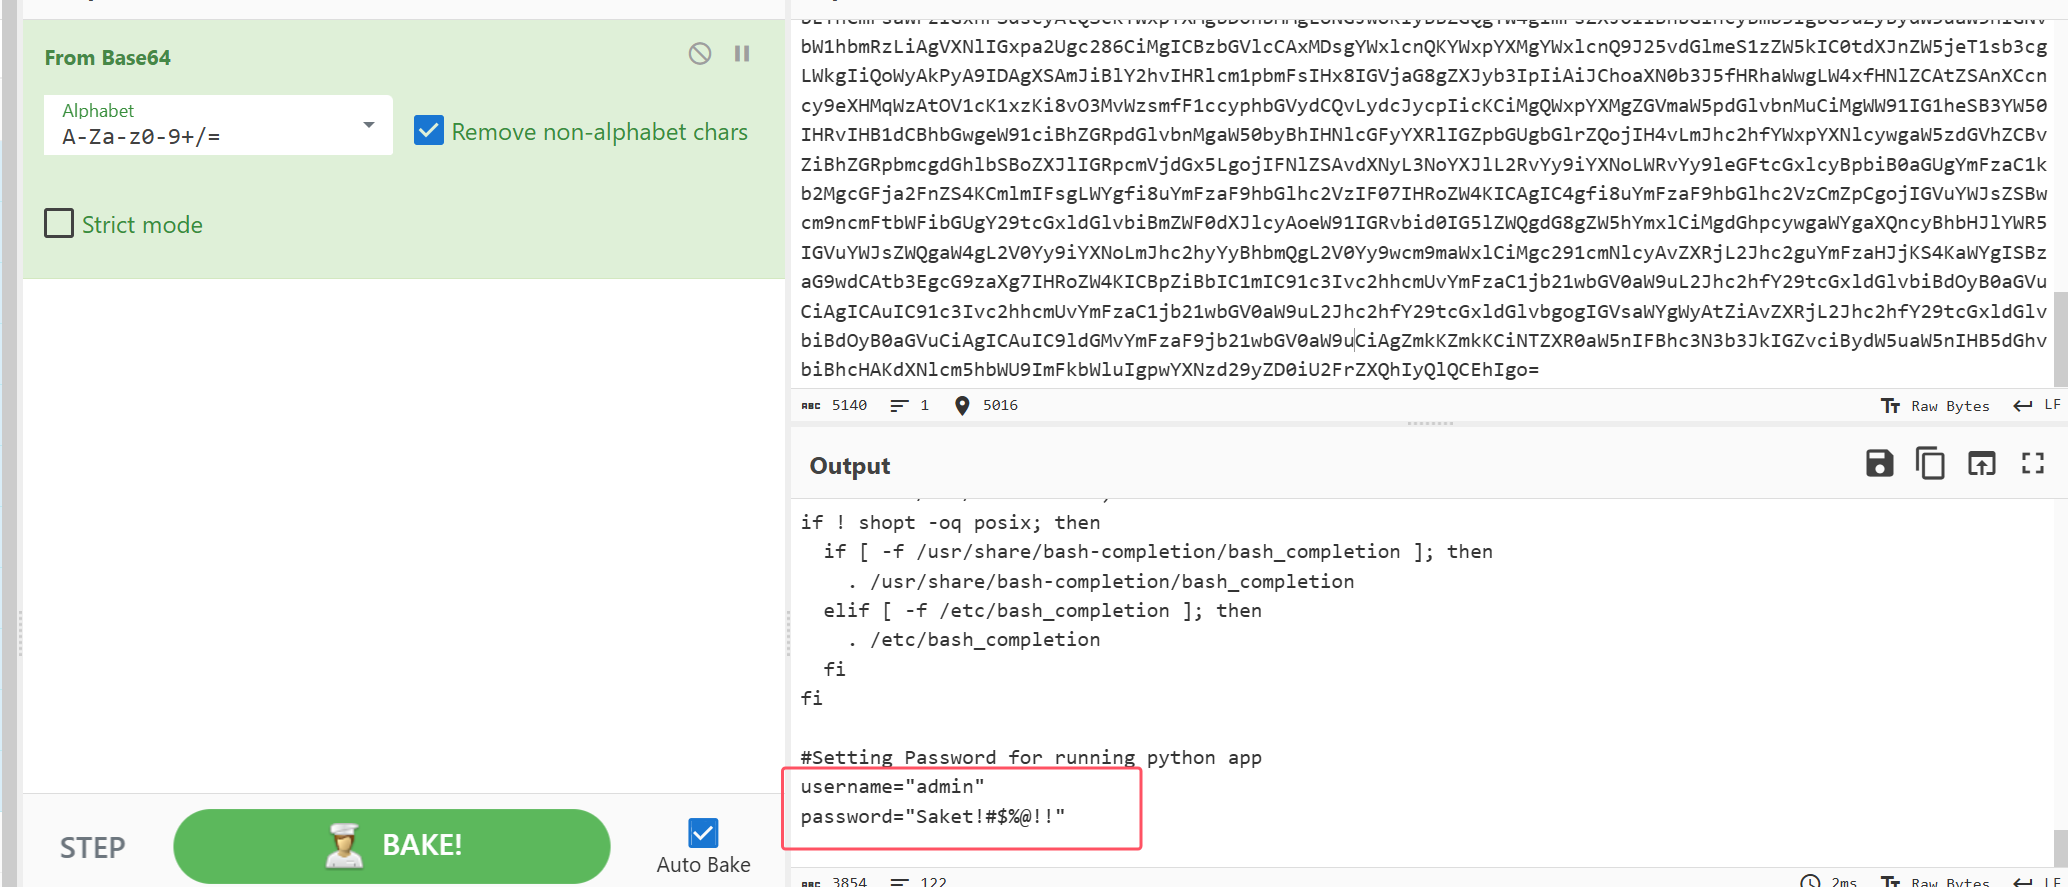 From Base64
Alphabet
A-Za-z0-9+/=
Remove non-alphabet chars
Strict mode
STEP
BAKE!
Auto Bake
bW1hbmRzLiAgVXNlIGxpa2Ugc286CiMgICBzbGVlcCAxMDsgYWxlcnQKYWxpYXMgYWxlcnQ9J25vdGlmeS1zZW5kIC0tdXJnZW5jeT1sb3cg
LWkgIiQoWyAkPyA9IDAgXSAmJiBlY2hvIHRlcm1pbmFsIHx8IGVjaG8gZXJyb3IpIiAiJChoaXN0b3J5fHRhaWwgLW4xfHNlZCAtZSAnXCcn
cy9eXHMqWzAtOV1cK1xzKi8vO3MvWzsmfF1ccyphbGVydCQvLydcJycpIicKCiMgQWxpYXMgZGVmaW5pdGlvbnMuCiMgWW91IG1heSB3YW50
IHRvIHB1dCBhbGwgeW91ciBhZGRpdGlvbnMgaW50byBhIHNlcGFyYXRlIGZpbGUgbGlrZQojIH4vLmJhc2hfYWxpYXNlcywgaW5zdGVhZCBv
ZiBhZGRpbmcgdGhlbSBoZXJlIGRpcmVjdGx5LgojIFNlZSAvdXNyL3NoYXJlL2RvYy9iYXNoLWRvYy9leGFtcGxlcyBpbiB0aGUgYmFzaC1k
b2MgcGFja2FnZS4KCmlmIFsgLWYgfi8uYmFzaF9hbGlhc2VzIF07IHRoZW4KICAgIC4gfi8uYmFzaF9hbGlhc2VzCmZpCgojIGVuYWJsZSBw
cm9ncmFtbWFibGUgY29tcGxldGlvbiBmZWF0dXJlcyAoeW91IGRvbid0IG5lZWQgdG8gZW5hYmxlCiMgdGhpcywgaWYgaXQncyBhbHJlYWR5
IGVuYWJsZWQgaW4gL2V0Yy9iYXNoLmJhc2hyYyBhbmQgL2V0Yy9wcm9maWxlCiMgc291cmNlcyAvZXRjL2Jhc2guYmFzaHJjKS4KaWYgISBz
aG9wdCAtb3EgcG9zaXg7IHRoZW4KICBpZiBbIC1mIC91c3Ivc2hhcmUvYmFzaC1jb21wbGV0aW9uL2Jhc2hfY29tcGxldGlvbiBdOyB0aGVu
CiAgICAuIC91c3Ivc2hhcmUvYmFzaC1jb21wbGV0aW9uL2Jhc2hfY29tcGxldGlvbgogIGVsaWYgWyAtZiAvZXRjL2Jhc2hfY29tcGxldGlv
biBdOyB0aGVuCiAgICAuIC9ldGMvYmFzaF9jb21wbGV0aW9uCiAgZmkKZmkKCiNTZXR0aW5nIFBhc3N3b3JkIGZvciBydW5uaW5nIHB5dGhv
biBhcHAKdXNlcm5hbWU9ImFkbWluIgpwYXNzd29yZD0iU2FrZXQhIyQlQCEhIgo=
5140 1 5016
Raw Bytes LF
Output
if ! shopt -oq posix; then
if [ -f /usr/share/bash-completion/bash_completion ]; then
. /usr/share/bash-completion/bash_completion
elif [ -f /etc/bash_completion ]; then
. /etc/bash_completion
fi
fi
#Setting Password for running python app
username="admin"
password="Saket!#$%@!!"
3854 122
2ms Raw Bytes LF